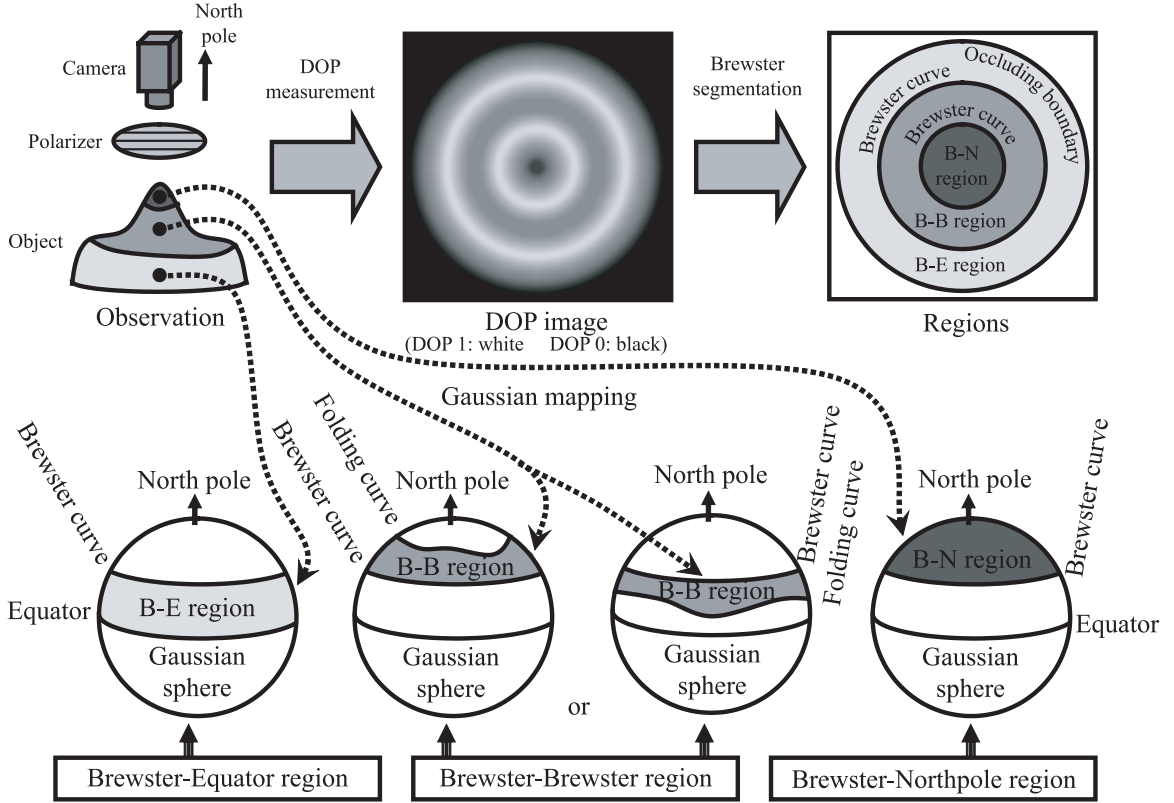 North
pole
Camera
Polarizer
Object
Observation
DOP
measurement
DOP image
(DOP 1: white DOP 0: black)
Brewster
segmentation
Occluding boundary
Brewster curve
Brewster curve
B-N
region
B-B region
B-E region
Regions
Gaussian mapping
Brewster curve
North pole
B-E region
Equator
Gaussian
sphere
Brewster-Equator region
Folding curve
Brewster curve
North pole
B-B region
Gaussian
sphere
or
North pole
Brewster curve
Folding curve
B-B region
Gaussian
sphere
Brewster-Brewster region
North pole
Brewster curve
B-N region
Equator
Gaussian
sphere
Brewster-Northpole region